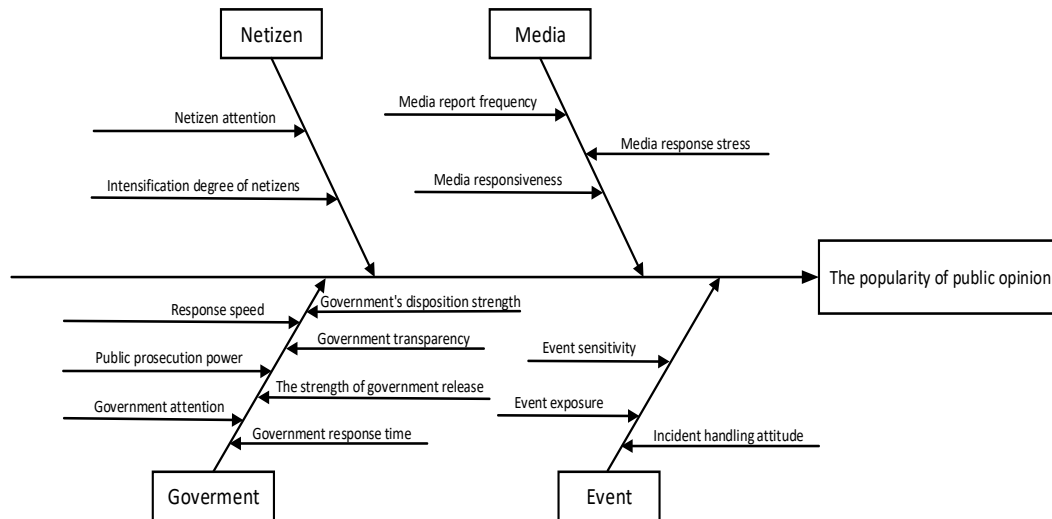 Netizen
Media
Media report frequency
Netizen attention
Media response stress
Intensification degree of netizens
Media responsiveness
The popularity of public opinion
Government's disposition strength
Response speed
Government transparency
Event sensitivity
Public prosecution power
The strength of government release
Government attention
Event exposure
Government response time
Incident handling attitude
Goverment
Event